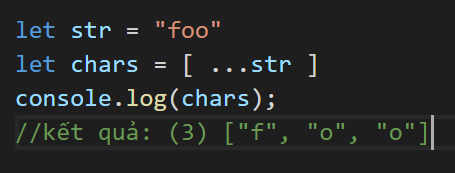 let str = "foo"
let chars = [ ...str ]
console.log(chars);
//kết quả: (3) ["f", "o", "o"]